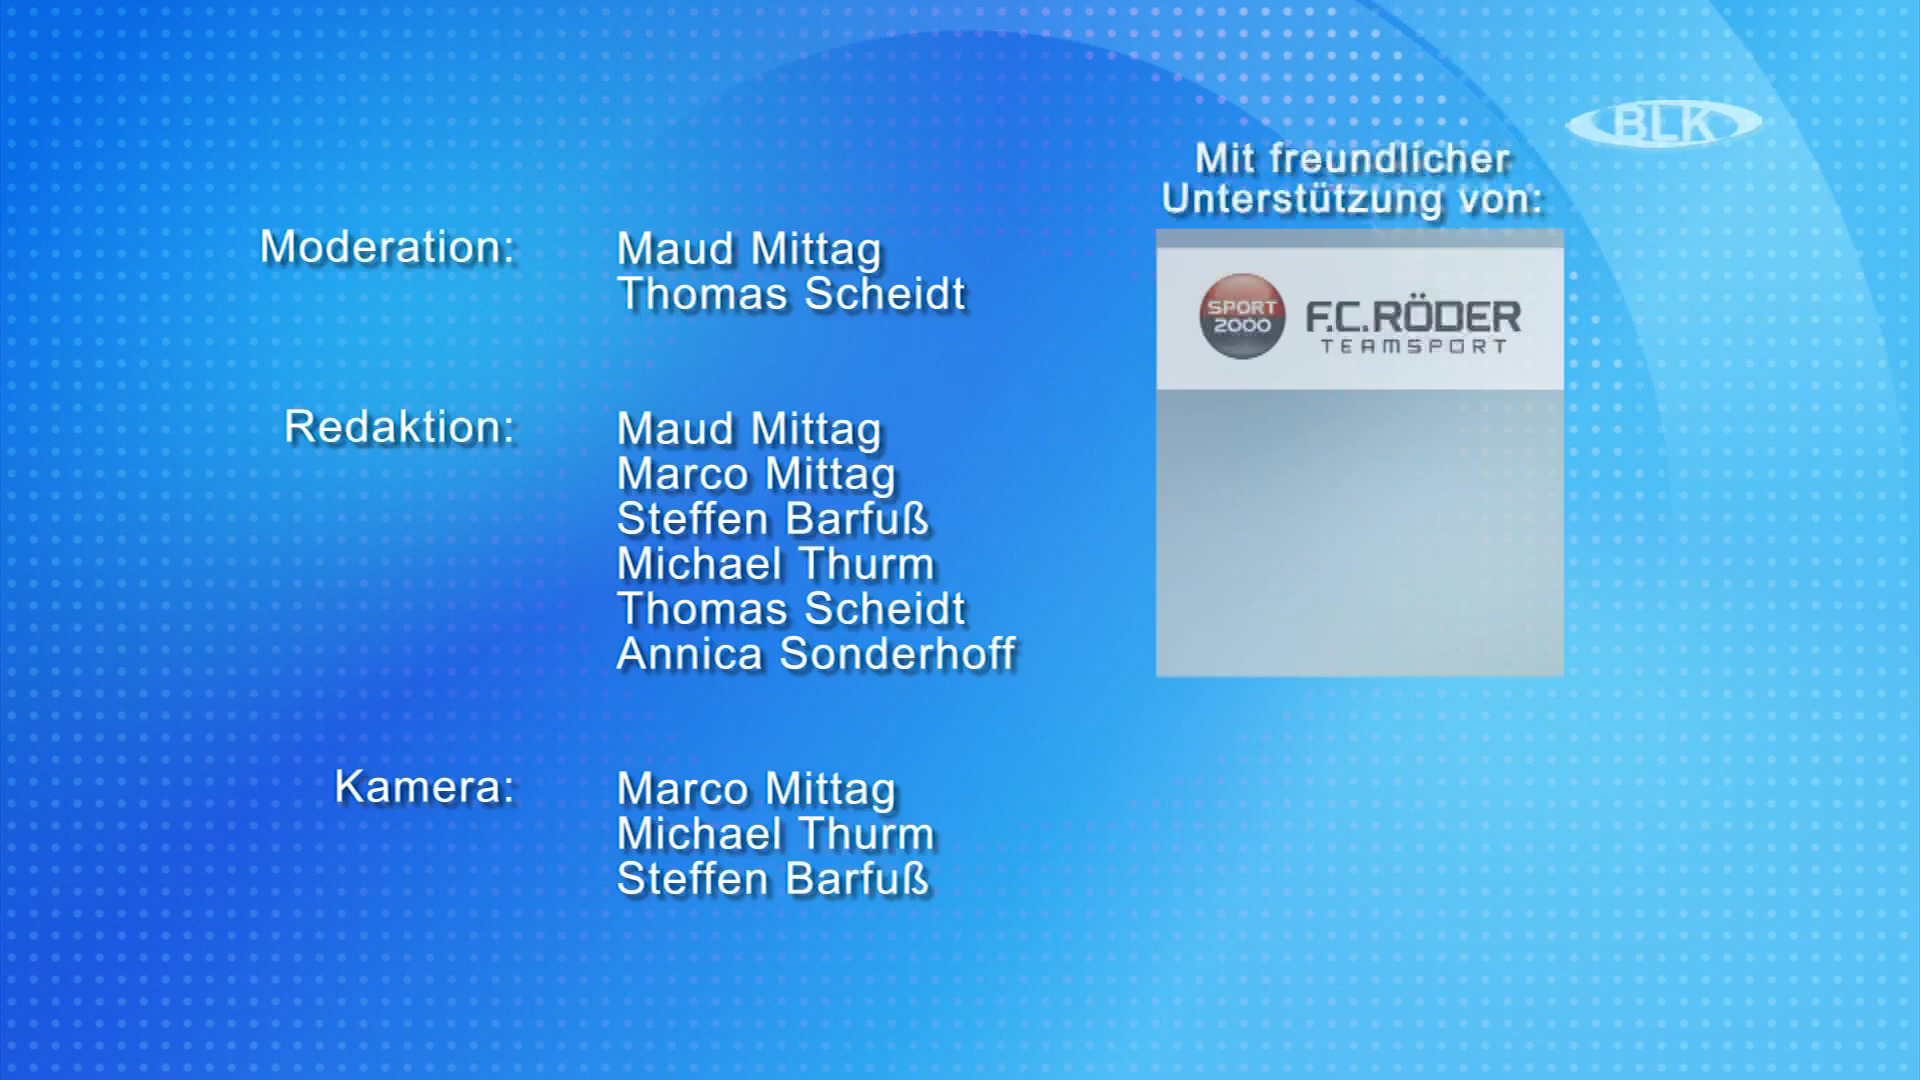 BLK
Mit freundlicher
Unterstützung von:
SPORT
2000
F.C. RÖDER
TEAMSPORT
Moderation:
Maud Mittag
Thomas Scheidt
Redaktion:
Maud Mittag
Marco Mittag
Steffen Barfuß
Michael Thurm
Thomas Scheidt
Annica Sonderhoff
Kamera:
Marco Mittag
Michael Thurm
Steffen Barfuß